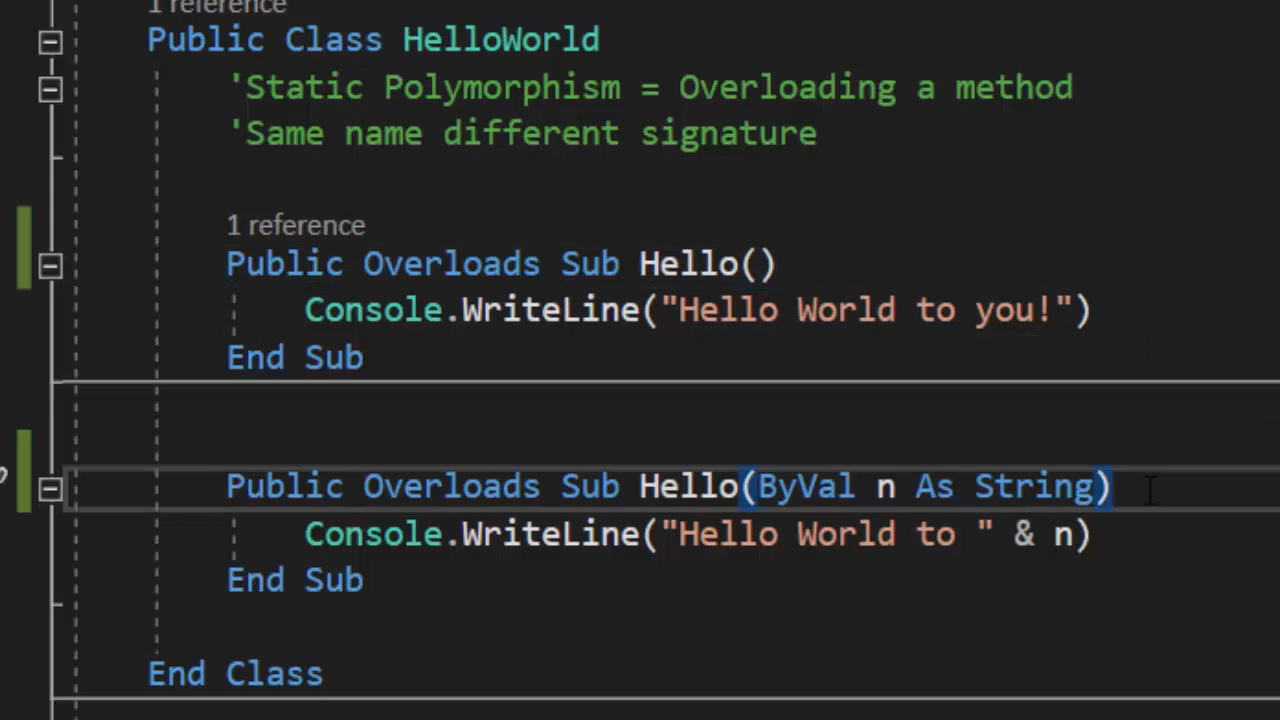 1 reference
Public Class HelloWorld
'Static Polymorphism = Overloading a method
'Same name different signature
1 reference
Public Overloads Sub Hello()
Console.WriteLine("Hello World to you!")
End Sub
Public Overloads Sub Hello(ByVal n As String)
Console.WriteLine("Hello World to " & n)
End Sub
End Class